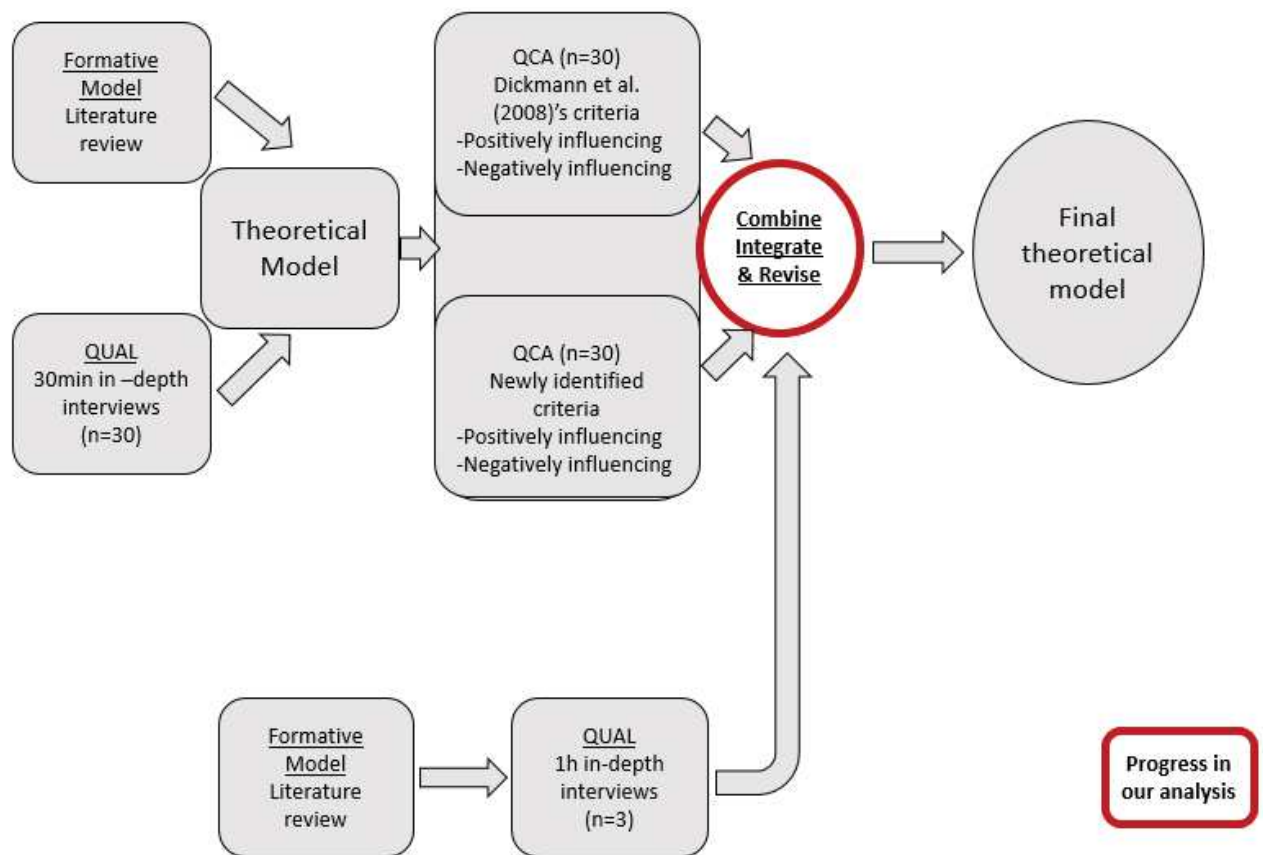 Formative
Model
Literature
review
QUAL
30min in –depth
interviews
(n=30)
Theoretical
Model
QCA (n=30)
Dickmann et al.
(2008)’s criteria
-Positively influencing
-Negatively influencing
QCA (n=30)
Newly identified
criteria
-Positively influencing
-Negatively influencing
Combine
Integrate
& Revise
Final
theoretical
model
Formative
Model
Literature
review
QUAL
1h in-depth
interviews
(n=3)
Progress in
our analysis